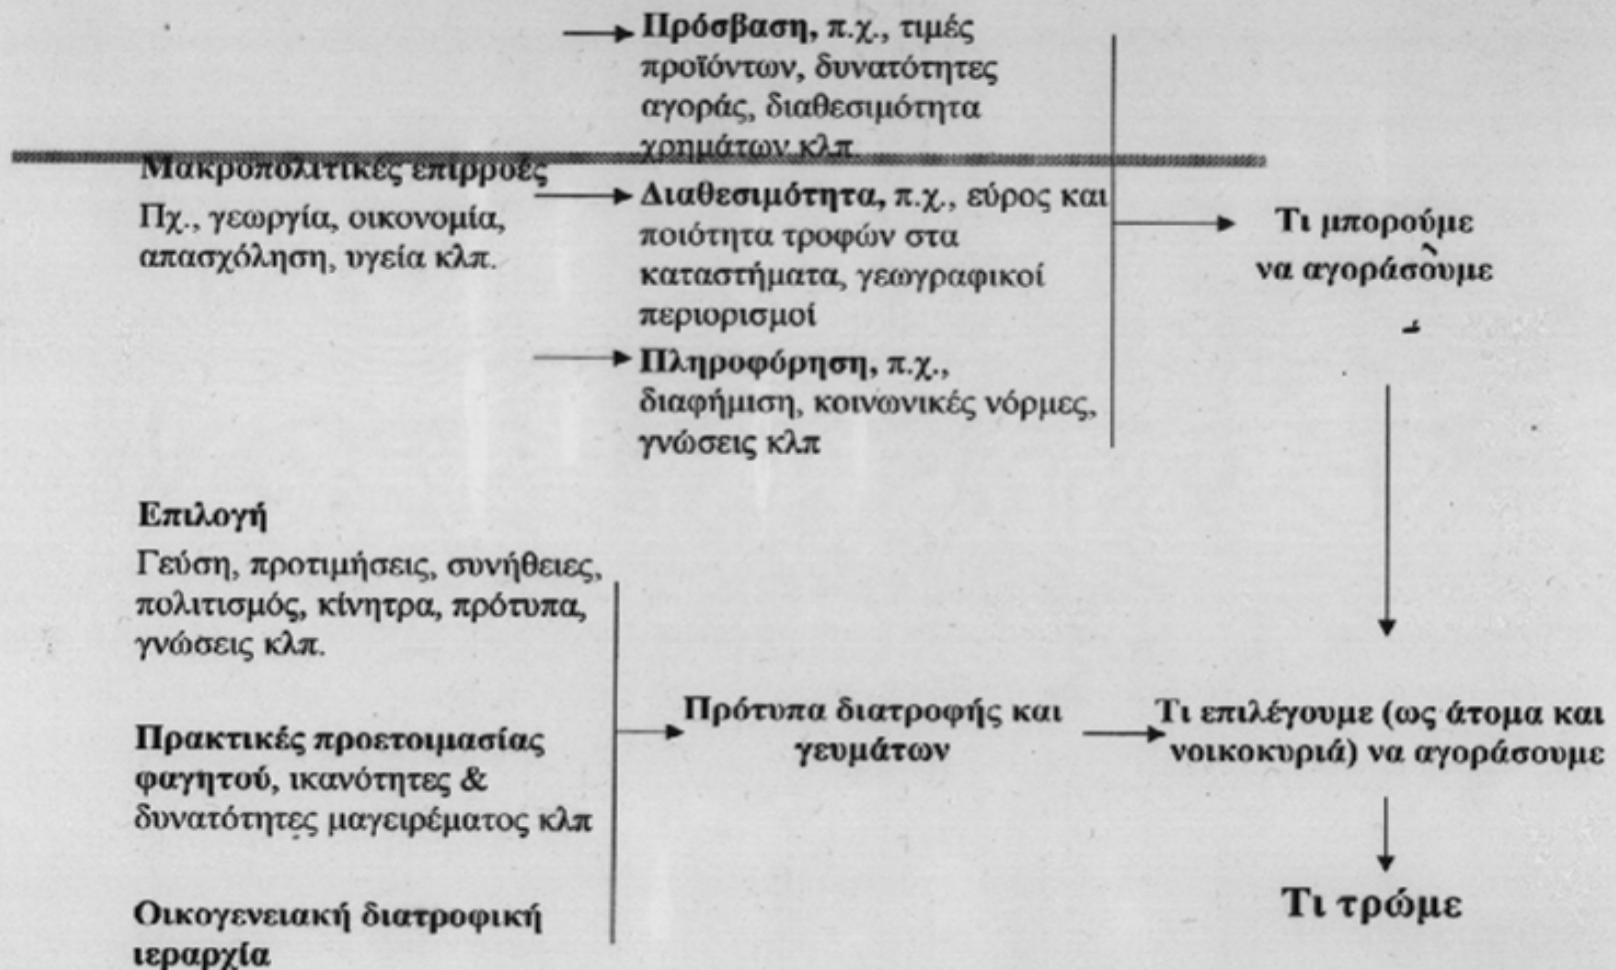 Πρόσβαση, π.χ., τιμές
προϊόντων, δυνατότητες
αγοράς, διαθεσιμότητα
χρημάτων κλπ.
Μακροπολιτικές επιρροές
Πχ., γεωργία, οικονομία,
απασχόληση, υγεία κλπ.
Διαθεσιμότητα, π.χ., εύρος και
ποιότητα τροφών στα
καταστήματα, γεωγραφικοί
περιορισμοί
Πληροφόρηση, π.χ.,
διαφήμιση, κοινωνικές νόρμες,
γνώσεις κλπ
Τι μπορούμε
να αγοράσουμε
Επιλογή
Γεύση, προτιμήσεις, συνήθειες,
πολιτισμός, κίνητρα, πρότυπα,
γνώσεις κλπ.
Πρακτικές προετοιμασίας
φαγητού, ικανότητες &
δυνατότητες μαγειρέματος κλπ
Οικογενειακή διατροφική
ιεραρχία
Πρότυπα διατροφής και
γευμάτων
Τι επιλέγουμε (ως άτομα και
νοικοκυριά) να αγοράσουμε
Τι τρώμε